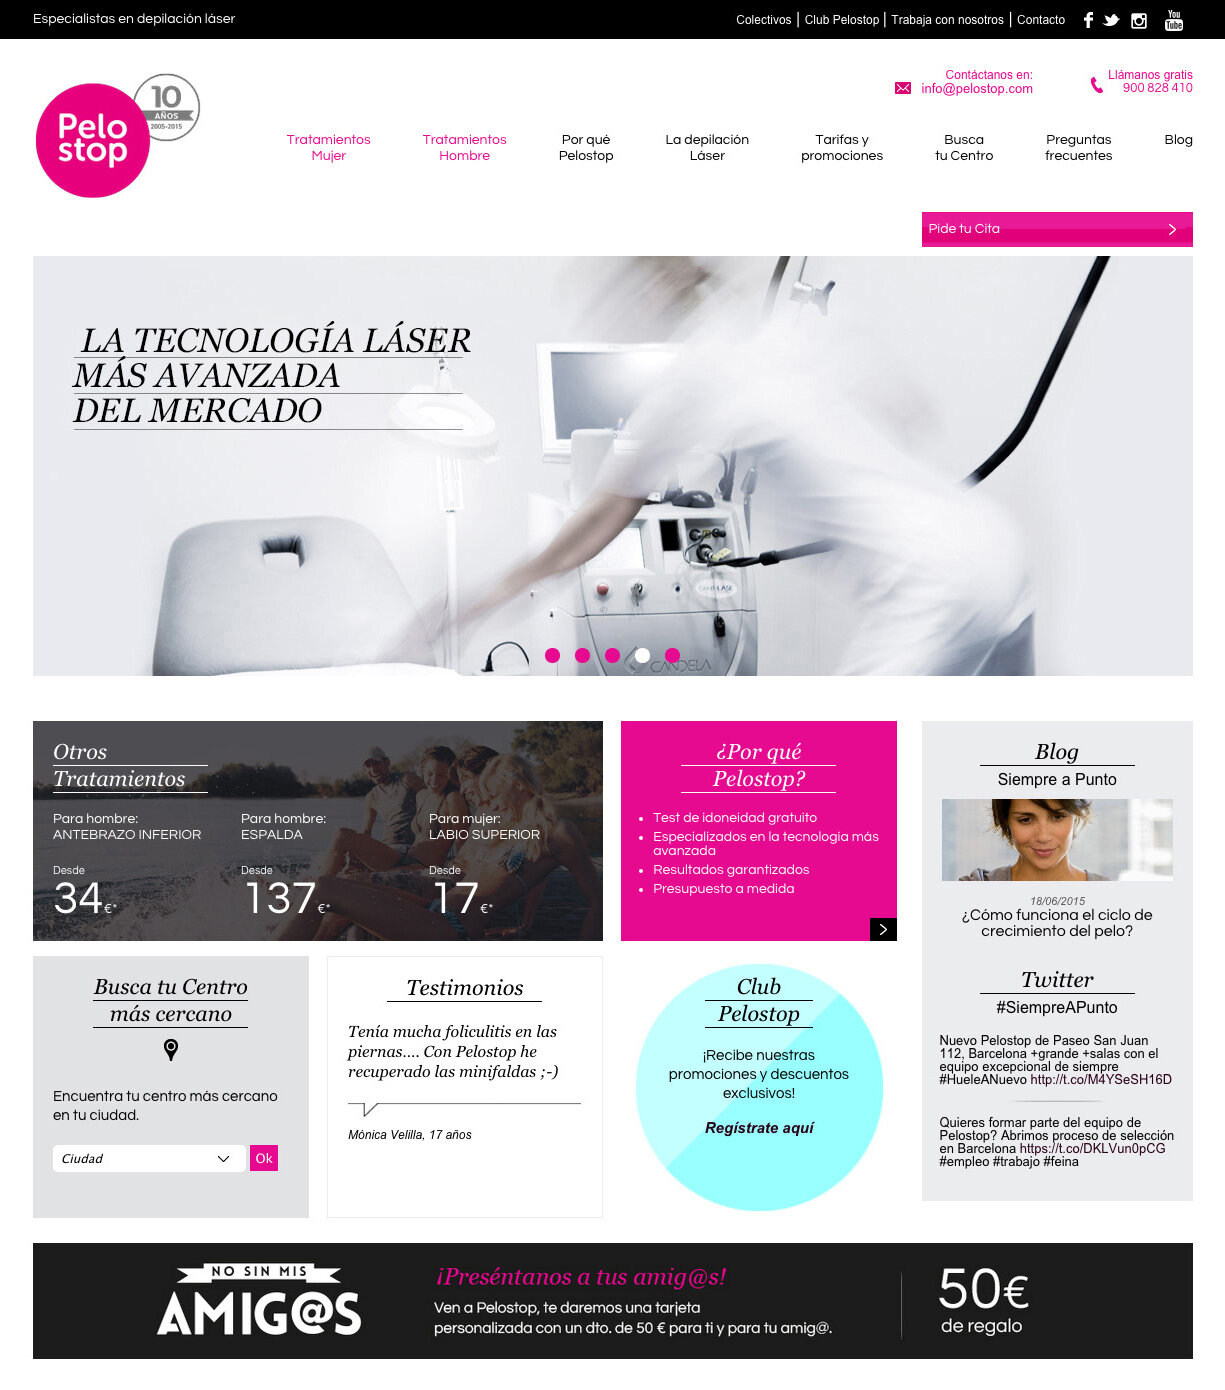 Especialistas en depilación láser
Colectivos | Club Pelostop | Trabaja con nosotros | Contacto
You
Tube
Contáctanos en:
info@pelostop.com
Llámanos gratis
900 828 410
10
AÑOS
2005-2015
Pelo
stop
Tratamientos
Mujer
Tratamientos
Hombre
Por qué
Pelostop
La depilación
Láser
Tarifas y
promociones
Busca
tu Centro
Preguntas
frecuentes
Blog
Pide tu Cita
LA TECNOLOGÍA LÁSER
MÁS AVANZADA
DEL MERCADO
CANDELA
Otros
Tratamientos
Para hombre:
ANTEBRAZO INFERIOR
Desde
34€*
Para hombre:
ESPALDA
Desde
137€*
Para mujer:
LABIO SUPERIOR
Desde
17€*
¿Por qué
Pelostop?
Test de idoneidad gratuito
Especializados en la tecnología más
avanzada
Resultados garantizados
Presupuesto a medida
Blog
Siempre a Punto
18/06/2015
¿Cómo funciona el ciclo de
crecimiento del pelo?
Twitter
#SiempreAPunto
Nuevo Pelostop de Paseo San Juan
112, Barcelona +grande +salas con el
equipo excepcional de siempre
#HueleANuevo http://t.co/M4YSeSH16D
Quieres formar parte del equipo de
Pelostop? Abrimos proceso de selección
en Barcelona https://t.co/DKLVun0pCG
#empleo #trabajo #feina
Busca tu Centro
más cercano
Encuentra tu centro más cercano
en tu ciudad.
Ciudad
Ok
Testimonios
Tenía mucha foliculitis en las
piernas.... Con Pelostop he
recuperado las minifaldas ;-)
Mónica Velilla, 17 años
Club
Pelostop
¡Recibe nuestras
promociones y descuentos
exclusivos!
Regístrate aquí
NO SIN MIS
AMIG@S
¡Preséntanos a tus amig@s!
Ven a Pelostop, te daremos una tarjeta
personalizada con un dto. de 50 € para ti y para tu amig@.
50€
de regalo